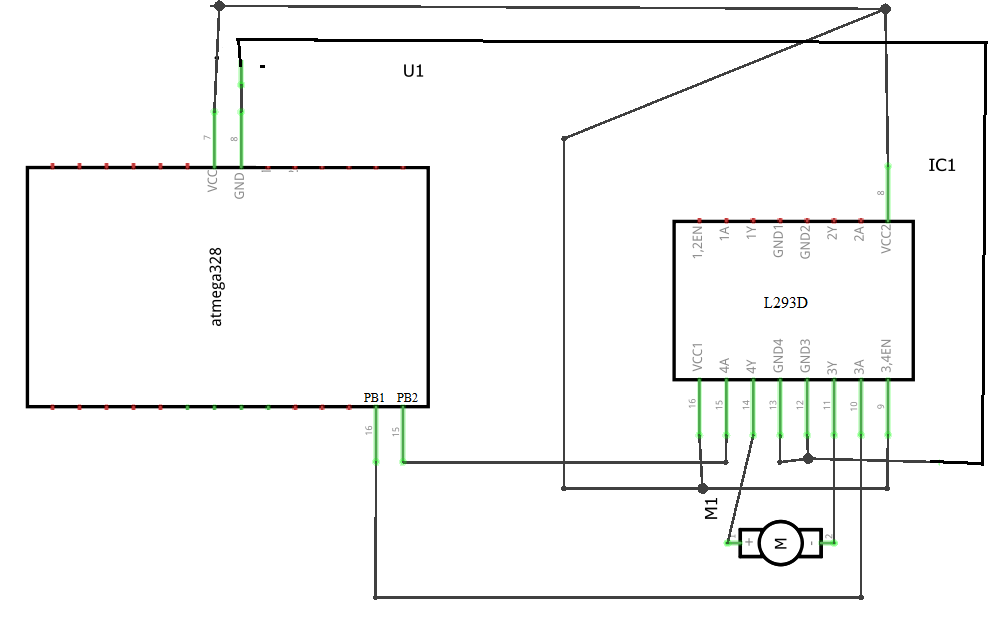 -
U1
7
8
VCC
GND
atmega328
PB1 PB2
16
15
IC1
8
1,2EN
1A
1Y
GND1
GND2
2Y
2A
VCC2
L293D
VCC1
4A
4Y
GND4
GND3
3Y
3A
3,4EN
16
15
14
13
12
11
10
9
M1
1
+
M
-
2